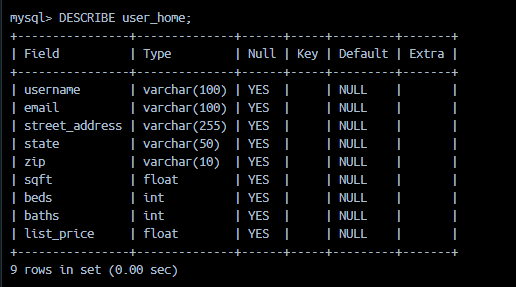 mysql> DESCRIBE user_home;
+----------------+--------------+------+-----+---------+-------+
| Field          | Type         | Null | Key | Default | Extra |
+----------------+--------------+------+-----+---------+-------+
| username       | varchar(100) | YES  |     | NULL    |       |
| email          | varchar(100) | YES  |     | NULL    |       |
| street_address | varchar(255) | YES  |     | NULL    |       |
| state          | varchar(50)  | YES  |     | NULL    |       |
| zip            | varchar(10)  | YES  |     | NULL    |       |
| sqft           | float        | YES  |     | NULL    |       |
| beds           | int          | YES  |     | NULL    |       |
| baths          | int          | YES  |     | NULL    |       |
| list_price     | float        | YES  |     | NULL    |       |
+----------------+--------------+------+-----+---------+-------+
9 rows in set (0.00 sec)